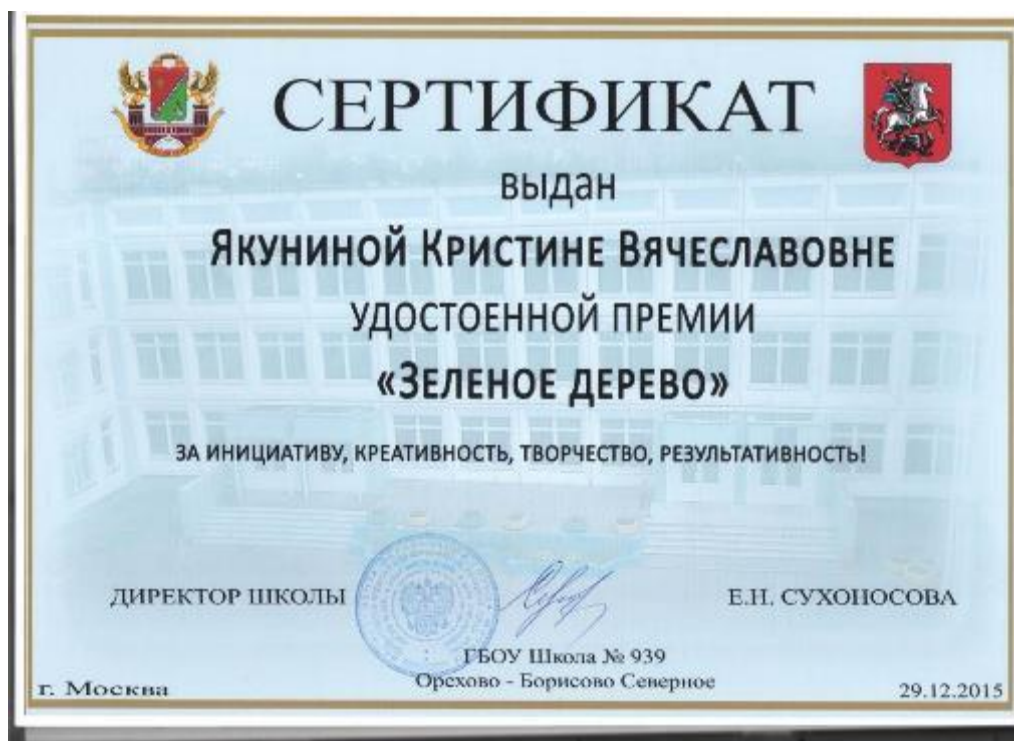 СЕРТИФИКАТ
выдан
Якуниной Кристине Вячеславовне
удостоенной премии
«Зеленое дерево»
за инициативу, креативность, творчество, результативность!
ДИРЕКТОР ШКОЛЫ
Е.Н. СУХОНОСОВА
ГБОУ Школа № 939
Орехово - Борисово Северное
г. Москва
29.12.2015